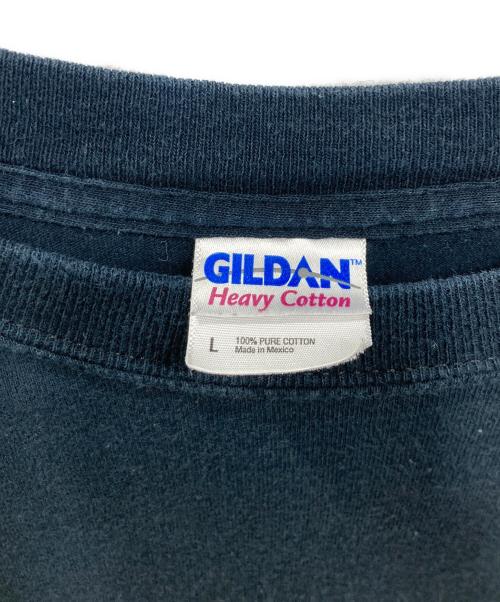 GILDAN™
Heavy Cotton
L
100% PURE COTTON
Made in Mexico